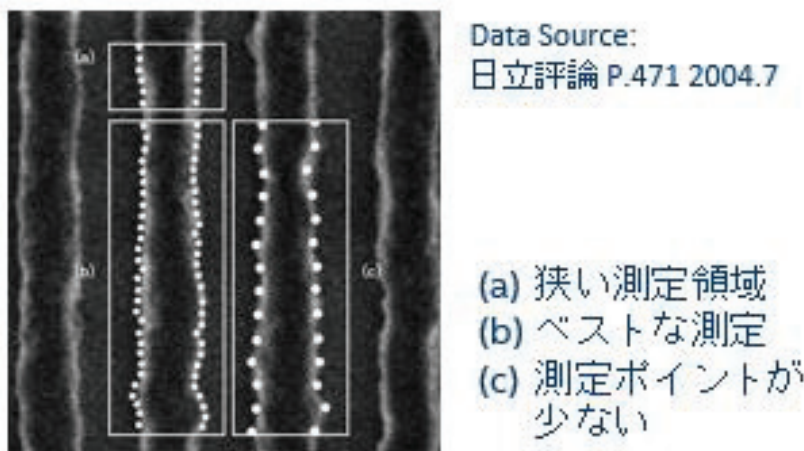 (a)
(b)
(c)
Data Source:
日立評論 P.471 2004.7
(a) 狭い測定領域
(b) ベストな測定
(c) 測定ポイントが
少ない